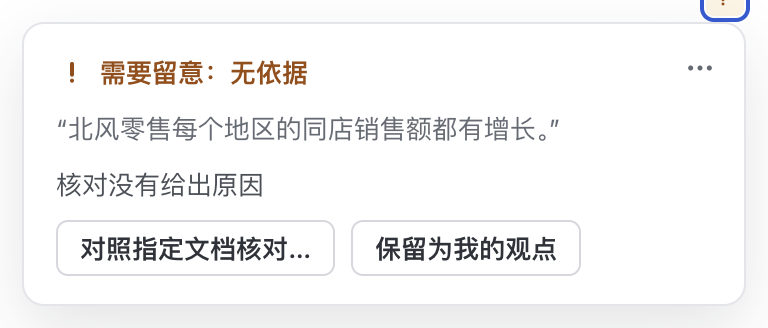 ! 需要留意：无依据
“北风零售每个地区的同店销售额都有增长。”
核对没有给出原因
对照指定文档核对... 保留为我的观点